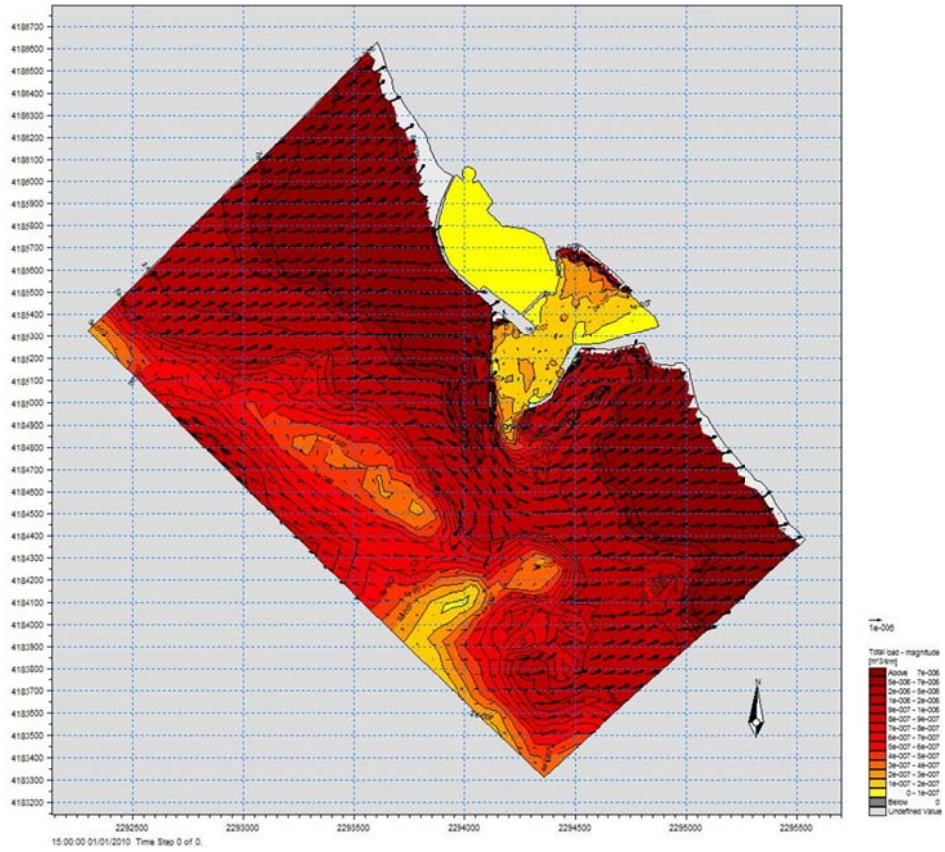 4186700
4186600
4186500
4186400
4186300
4186200
4186100
4186000
4185900
4185800
4185700
4185600
4185500
4185400
4185300
4185200
4185100
4185000
4184900
4184800
4184700
4184600
4184500
4184400
4184300
4184200
4184100
4184000
4183900
4183800
4183700
4183600
4183500
4183400
4183300
4183200
2292500 2293000 2293500 2294000 2294500 2295000 2295500
15:00:00 01/01/2010 Time Step 0 of 0.
N
1e-006
Total load - magnitude
[m^3/s/m]
Above 7e-006
5e-006 - 7e-006
2e-006 - 5e-006
1e-006 - 2e-006
9e-007 - 1e-006
8e-007 - 9e-007
7e-007 - 8e-007
6e-007 - 7e-007
5e-007 - 6e-007
4e-007 - 5e-007
3e-007 - 4e-007
2e-007 - 3e-007
1e-007 - 2e-007
0 - 1e-007
Below 0
Undefined Value